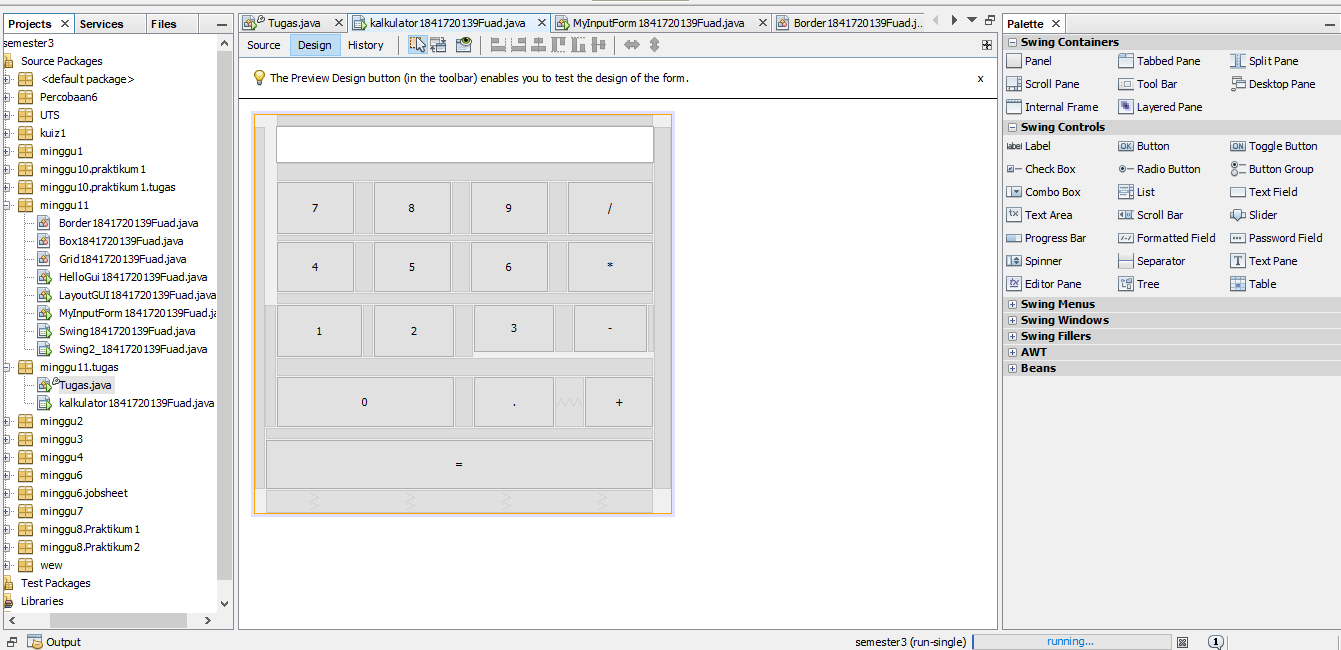 Projects Services Files
Tugas.java kalkulator1841720139Fuad.java MyInputForm1841720139Fuad.java Border1841720139Fuad.j..
Palette
Source Design History
The Preview Design button (in the toolbar) enables you to test the design of the form. x
semester3
Source Packages
<default package>
Percobaan6
UTS
kuiz1
minggu1
minggu10.praktikum1
minggu10.praktikum1.tugas
minggu11
Border1841720139Fuad.java
Box1841720139Fuad.java
Grid1841720139Fuad.java
HelloGui1841720139Fuad.java
LayoutGUI1841720139Fuad.java
MyInputForm1841720139Fuad.ja
Swing1841720139Fuad.java
Swing2_1841720139Fuad.java
minggu11.tugas
Tugas.java
kalkulator1841720139Fuad.java
minggu2
minggu3
minggu4
minggu6
minggu6.jobsheet
minggu7
minggu8.Praktikum1
minggu8.Praktikum2
wew
Test Packages
Libraries
7 8 9 /
4 5 6 *
1 2 3 -
0 . +
=
Swing Containers
Panel Tabbed Pane Split Pane
Scroll Pane Tool Bar Desktop Pane
Internal Frame Layered Pane
Swing Controls
label Label OK Button ON Toggle Button
Check Box Radio Button Button Group
Combo Box List Text Field
Text Area Scroll Bar Slider
Progress Bar Formatted Field Password Field
Spinner Separator Text Pane
Editor Pane Tree Table
Swing Menus
Swing Windows
Swing Fillers
AWT
Beans
Output
semester3 (run-single) running... 1